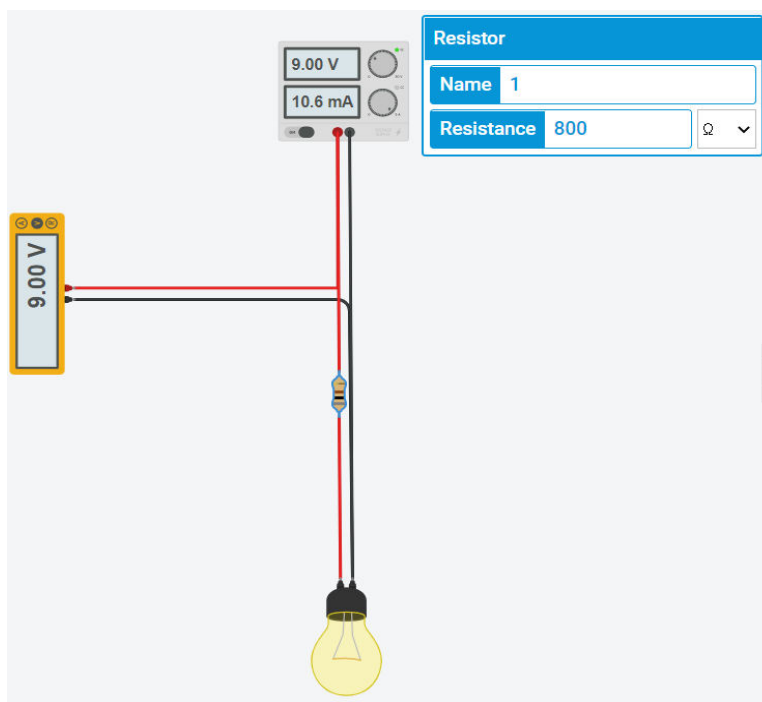 Resistor
9.00 V
Name 1
10.6 mA
Resistance 800 Ω
9.00 V